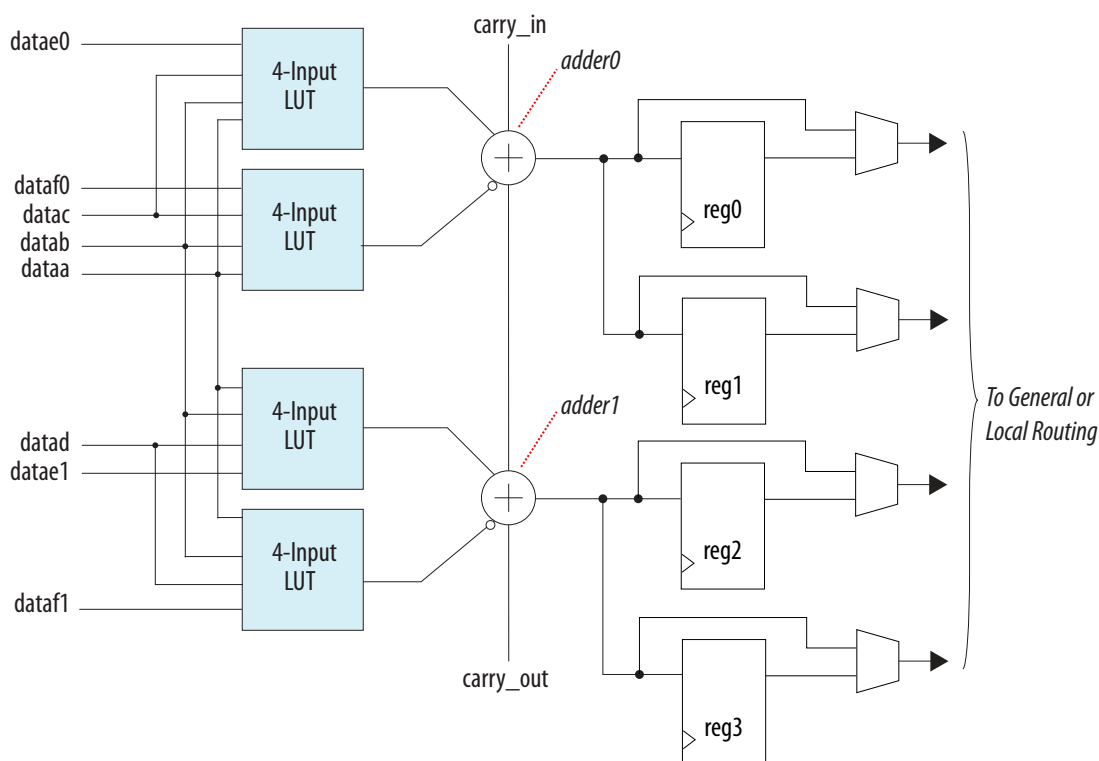 carry_in
datae0
adder0
4-Input
LUT
reg0
dataf0
datac
datab
dataa
4-Input
LUT
reg1
adder1
To General or
Local Routing
4-Input
LUT
datad
datae1
reg2
4-Input
LUT
dataf1
carry_out
reg3